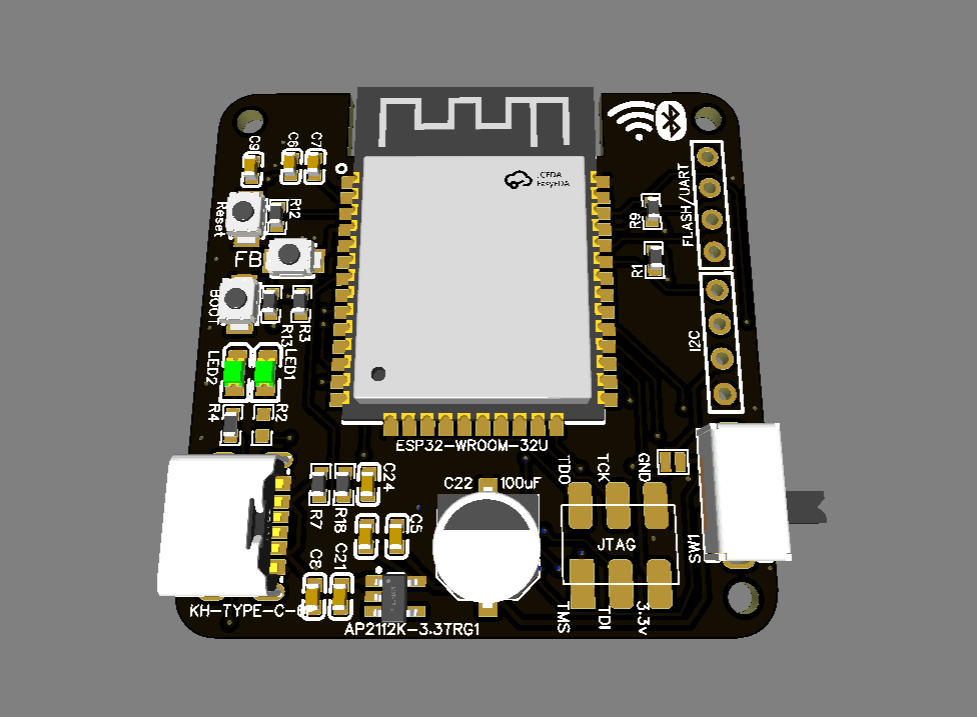 C9
C6
C7
JLCEDA
EasyEDA
Reset
R12
FB
BOOT
R13
R3
LED2
LED1
R4
R2
R9
R1
FLASH/UART
I2C
ESP32-WROOM-32U
C24
R7
R18
C5
C8
C21
C22 100uF
TDO
TCK
GND
JTAG
SW1
TMS
TDI
3.3v
KH-TYPE-C-
AP2112K-3.3TRG1